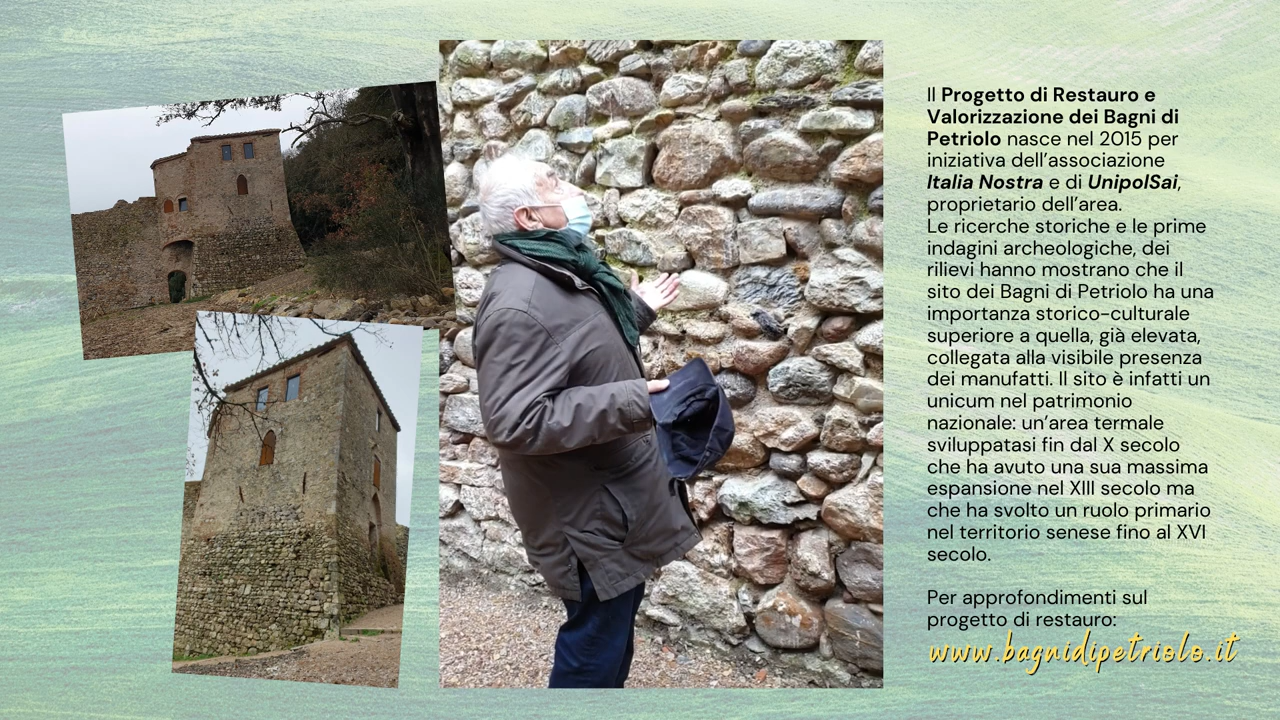 Il Progetto di Restauro e
Valorizzazione dei Bagni di
Petriolo nasce nel 2015 per
iniziativa dell’associazione
Italia Nostra e di UnipolSai,
proprietario dell’area.
Le ricerche storiche e le prime
indagini archeologiche, dei
rilievi hanno mostrano che il
sito dei Bagni di Petriolo ha una
importanza storico-culturale
superiore a quella, già elevata,
collegata alla visibile presenza
dei manufatti. Il sito è infatti un
unicum nel patrimonio
nazionale: un’area termale
sviluppatasi fin dal X secolo
che ha avuto una sua massima
espansione nel XIII secolo ma
che ha svolto un ruolo primario
nel territorio senese fino al XVI
secolo.
Per approfondimenti sul
progetto di restauro:
www.bagnidipetriolo.it